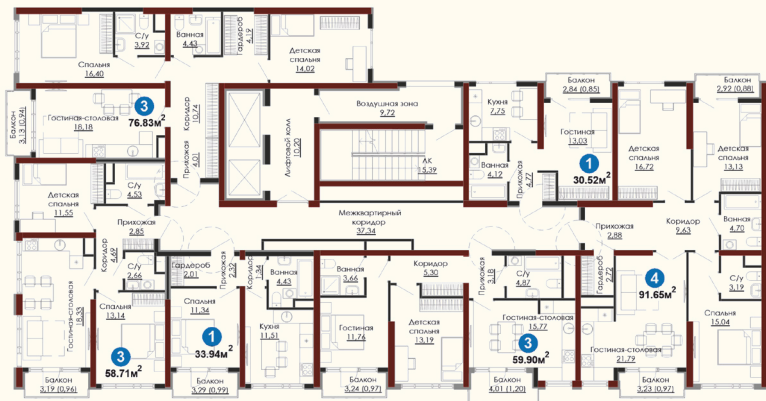 С/у
3,92
Ванная
4,43
Гардероб
4,19
Детская
спальня
14,02
Спальня
16,40
3
76.83м²
Гостиная-столовая
18,18
Балкон
3,13 (0,94)
Коридор
10,74
Прихожая
4,01
Лифтовой холл
10,20
Воздушная зона
9,72
ЛК
15,39
Кухня
7,75
2,84 (0,85)
Гостиная
13,03
1
30.52м²
Ванная
4,12
Прихожая
4,72
Детская
спальня
16,72
2,92 (0,88)
13,13
Детская
спальня
11,55
С/у
4,53
Прихожая
2,85
Межквартирный
коридор
37,34
Прихожая
2,88
9,63
Ванная
4,70
Коридор
4,69
С/у
2,66
Гардероб
2,01
Прихожая
2,32
Коридор
1,34
Ванная
4,43
Ванная
3,66
Коридор
5,30
Прихожая
3,18
С/у
4,87
Гардероб
2,72
4
91.65м²
С/у
3,19
Гостиная-столовая
18,33
Спальня
13,14
3
58.71м²
Спальня
11,34
1
33.94м²
Кухня
11,51
Гостиная
11,76
Детская
спальня
13,19
Гостиная-столовая
15,77
3
59.90м²
Гостиная-столовая
21,79
Спальня
15,04
Балкон
3,19 (0,96)
Балкон
3,29 (0,99)
Балкон
3,24 (0,97)
Балкон
4,01 (1,20)
Балкон
3,23 (0,97)